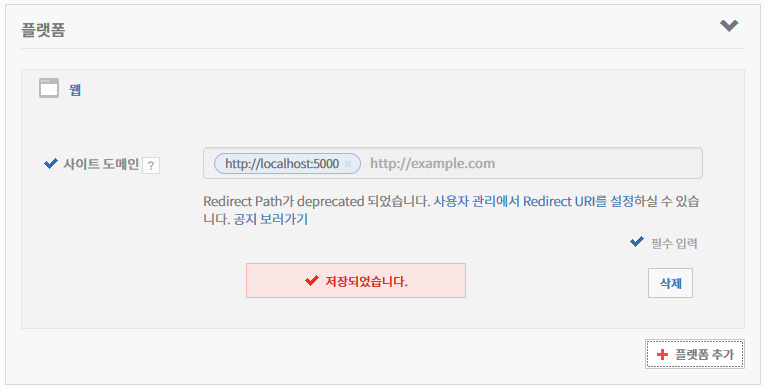 플랫폼
웹
사이트 도메인 ?
http://localhost:5000 × http://example.com
Redirect Path가 deprecated 되었습니다. 사용자 관리에서 Redirect URI를 설정하실 수 있습
니다. 공지 보러가기
필수 입력
저장되었습니다.
삭제
플랫폼 추가